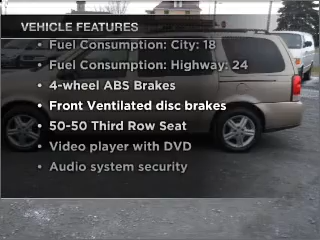 VEHICLE FEATURES
• Fuel Consumption: City: 18
• Fuel Consumption: Highway: 24
• 4-wheel ABS Brakes
• Front Ventilated disc brakes
• 50-50 Third Row Seat
• Video player with DVD
• Audio system security